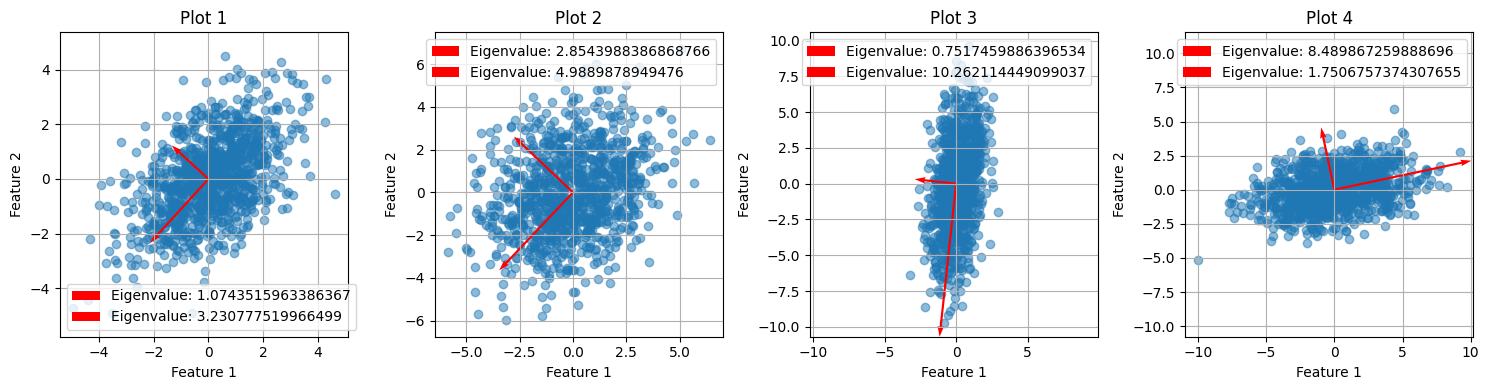 Plot 1
Plot 2
Plot 3
Plot 4
Eigenvalue: 1.0743515963386367
Eigenvalue: 3.230777519966499
Eigenvalue: 2.8543988386868766
Eigenvalue: 4.98898789494​76
Eigenvalue: 0.7517459886396534
Eigenvalue: 10.262114449099037
Eigenvalue: 8.489867259888696
Eigenvalue: 1.7506757374307655
Feature 2
4
2
0
−2
−4
−4
−2
0
2
4
Feature 1
Feature 2
6
4
2
0
−2
−4
−6
−5.0
−2.5
0.0
2.5
5.0
Feature 1
Feature 2
10.0
7.5
5.0
2.5
0.0
−2.5
−5.0
−7.5
−10.0
−10
−5
0
5
Feature 1
Feature 2
10.0
7.5
5.0
2.5
0.0
−2.5
−5.0
−7.5
−10.0
−10
−5
0
5
10
Feature 1